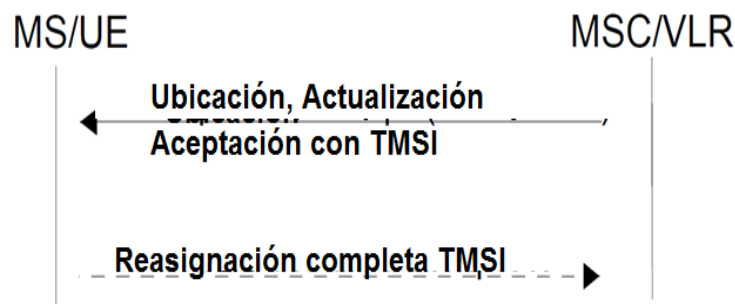 MS/UE
MSC/VLR
Ubicación, Actualización
Aceptación con TMSI
Reasignación completa TMSI